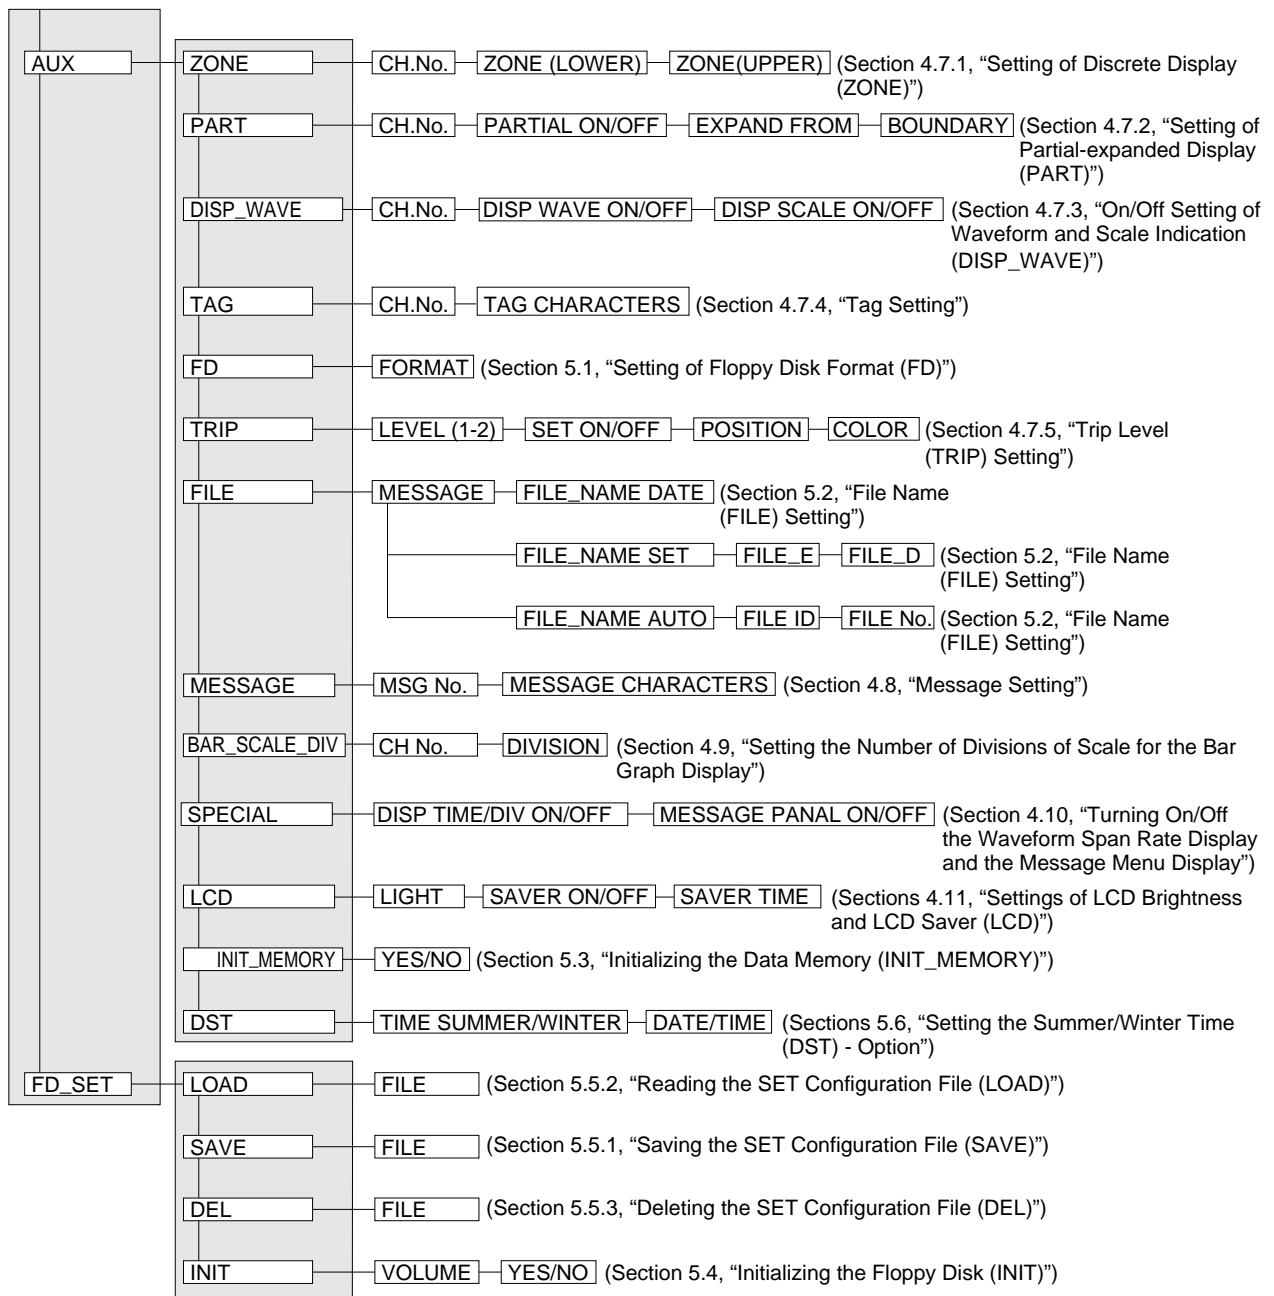 AUX ZONE CH.No. ZONE (LOWER) ZONE(UPPER) (Section 4.7.1, “Setting of Discrete Display
(ZONE)”)
PART CH.No. PARTIAL ON/OFF EXPAND FROM BOUNDARY (Section 4.7.2, “Setting of
Partial-expanded Display
(PART)”)
DISP_WAVE CH.No. DISP WAVE ON/OFF DISP SCALE ON/OFF (Section 4.7.3, “On/Off Setting of
Waveform and Scale Indication
(DISP_WAVE)”)
TAG CH.No. TAG CHARACTERS (Section 4.7.4, “Tag Setting”)
FD FORMAT (Section 5.1, “Setting of Floppy Disk Format (FD)”)
TRIP LEVEL (1-2) SET ON/OFF POSITION COLOR (Section 4.7.5, “Trip Level
(TRIP) Setting”)
FILE MESSAGE FILE_NAME DATE (Section 5.2, “File Name
(FILE) Setting”)
FILE_NAME SET FILE_E FILE_D (Section 5.2, “File Name
(FILE) Setting”)
FILE_NAME AUTO FILE ID FILE No. (Section 5.2, “File Name
(FILE) Setting”)
MESSAGE MSG No. MESSAGE CHARACTERS (Section 4.8, “Message Setting”)
BAR_SCALE_DIV CH No. DIVISION (Section 4.9, “Setting the Number of Divisions of Scale for the Bar
Graph Display”)
SPECIAL DISP TIME/DIV ON/OFF MESSAGE PANAL ON/OFF (Section 4.10, “Turning On/Off
the Waveform Span Rate Display
and the Message Menu Display”)
LCD LIGHT SAVER ON/OFF SAVER TIME (Sections 4.11, “Settings of LCD Brightness
and LCD Saver (LCD)”)
INIT_MEMORY YES/NO (Section 5.3, “Initializing the Data Memory (INIT_MEMORY)”)
DST TIME SUMMER/WINTER DATE/TIME (Sections 5.6, “Setting the Summer/Winter Time
(DST) - Option”)
FD_SET LOAD FILE (Section 5.5.2, “Reading the SET Configuration File (LOAD)”)
SAVE FILE (Section 5.5.1, “Saving the SET Configuration File (SAVE)”)
DEL FILE (Section 5.5.3, “Deleting the SET Configuration File (DEL)”)
INIT VOLUME YES/NO (Section 5.4, “Initializing the Floppy Disk (INIT)”)